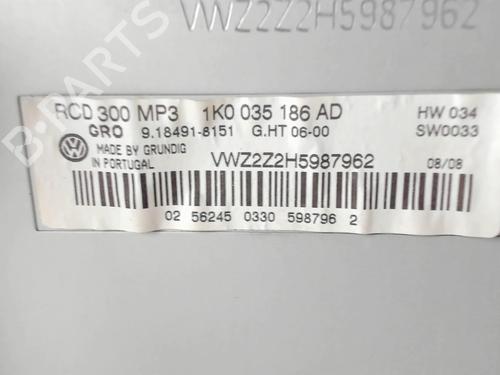 VWZ2Z2H5987962
B-PARTS
RCD 300 MP3 1K0 035 186 AD HW 034
GRO 9.18491-8151 G.HT 06-00 SW0033
MADE BY GRUNDIG
IN PORTUGAL
VWZ2Z2H5987962 08/08
02 56245 0330 598796 2